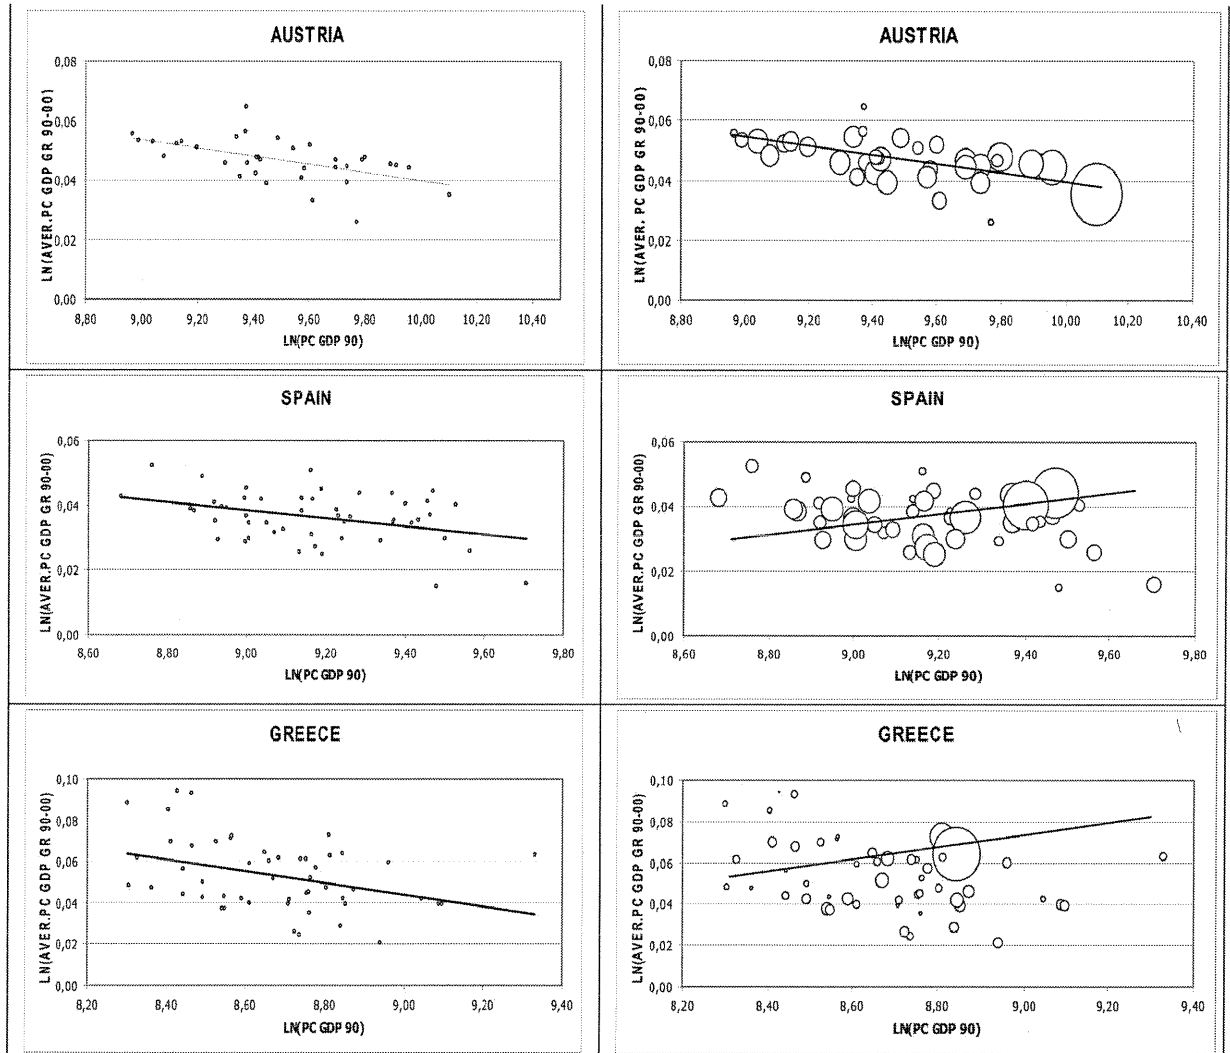 AUSTRIA
LN(AVER.PC GDP GR 90-00)
0,08
0,06
0,04
0,02
0,00
8,80 9,00 9,20 9,40 9,60 9,80 10,00 10,20 10,40
LN(PC GDP 90)
AUSTRIA
LN(AVER. PC GDP GR 90-00)
0,08
0,06
0,04
0,02
0,00
8,80 9,00 9,20 9,40 9,60 9,80 10,00 10,20 10,40
LN(PC GDP 90)
SPAIN
LN(AVER.PC GDP GR 90-00)
0,06
0,04
0,02
0,00
8,60 8,80 9,00 9,20 9,40 9,60 9,80
LN(PC GDP 90)
SPAIN
LN(AVER.PC GDP GR 90-00)
0,06
0,04
0,02
0,00
8,60 8,80 9,00 9,20 9,40 9,60 9,80
LN(PC GDP 90)
GREECE
LN(AVER.PC GDP GR 90-00)
0,10
0,08
0,06
0,04
0,02
0,00
8,20 8,40 8,60 8,80 9,00 9,20 9,40
LN(PC GDP 90)
GREECE
LN(AVER.PC GDP GR 90-00)
0,10
0,08
0,06
0,04
0,02
0,00
8,20 8,40 8,60 8,80 9,00 9,20 9,40
LN(PC GDP 90)